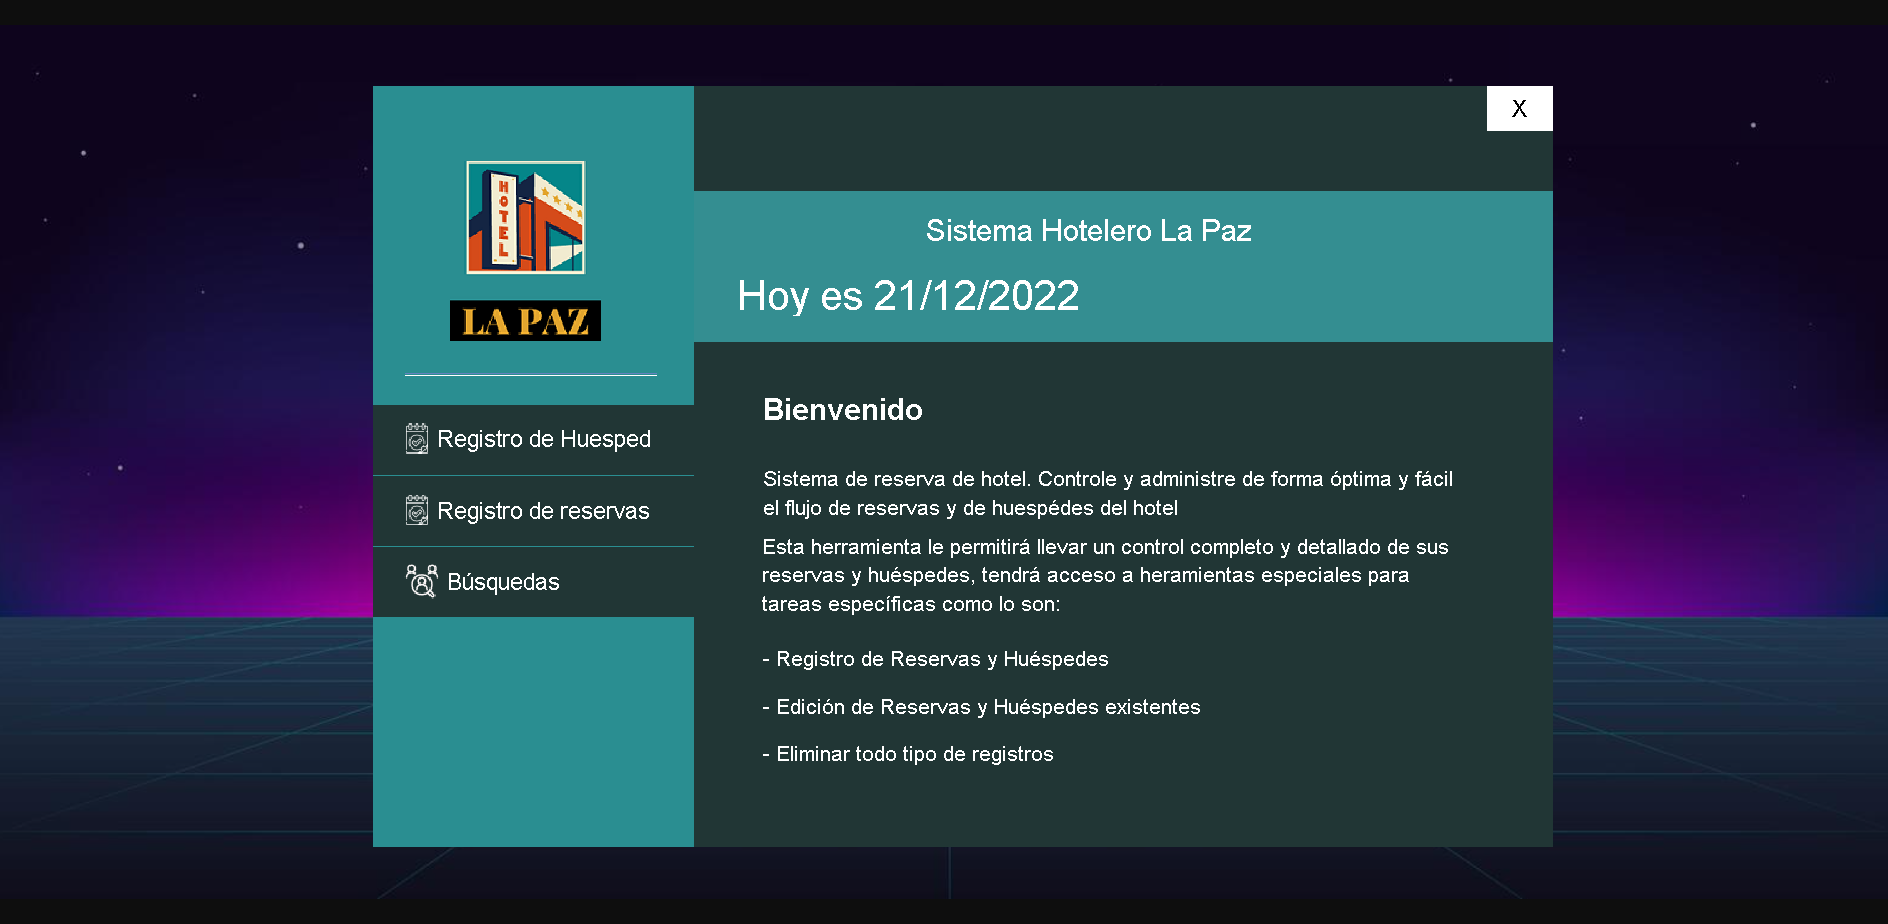 X
HOTEL
LA PAZ
Sistema Hotelero La Paz
Hoy es 21/12/2022
Registro de Huesped
Registro de reservas
Búsquedas
Bienvenido
Sistema de reserva de hotel. Controle y administre de forma óptima y fácil
el flujo de reservas y de huespédes del hotel
Esta herramienta le permitirá llevar un control completo y detallado de sus
reservas y huéspedes, tendrá acceso a heramientas especiales para
tareas específicas como lo son:
- Registro de Reservas y Huéspedes
- Edición de Reservas y Huéspedes existentes
- Eliminar todo tipo de registros